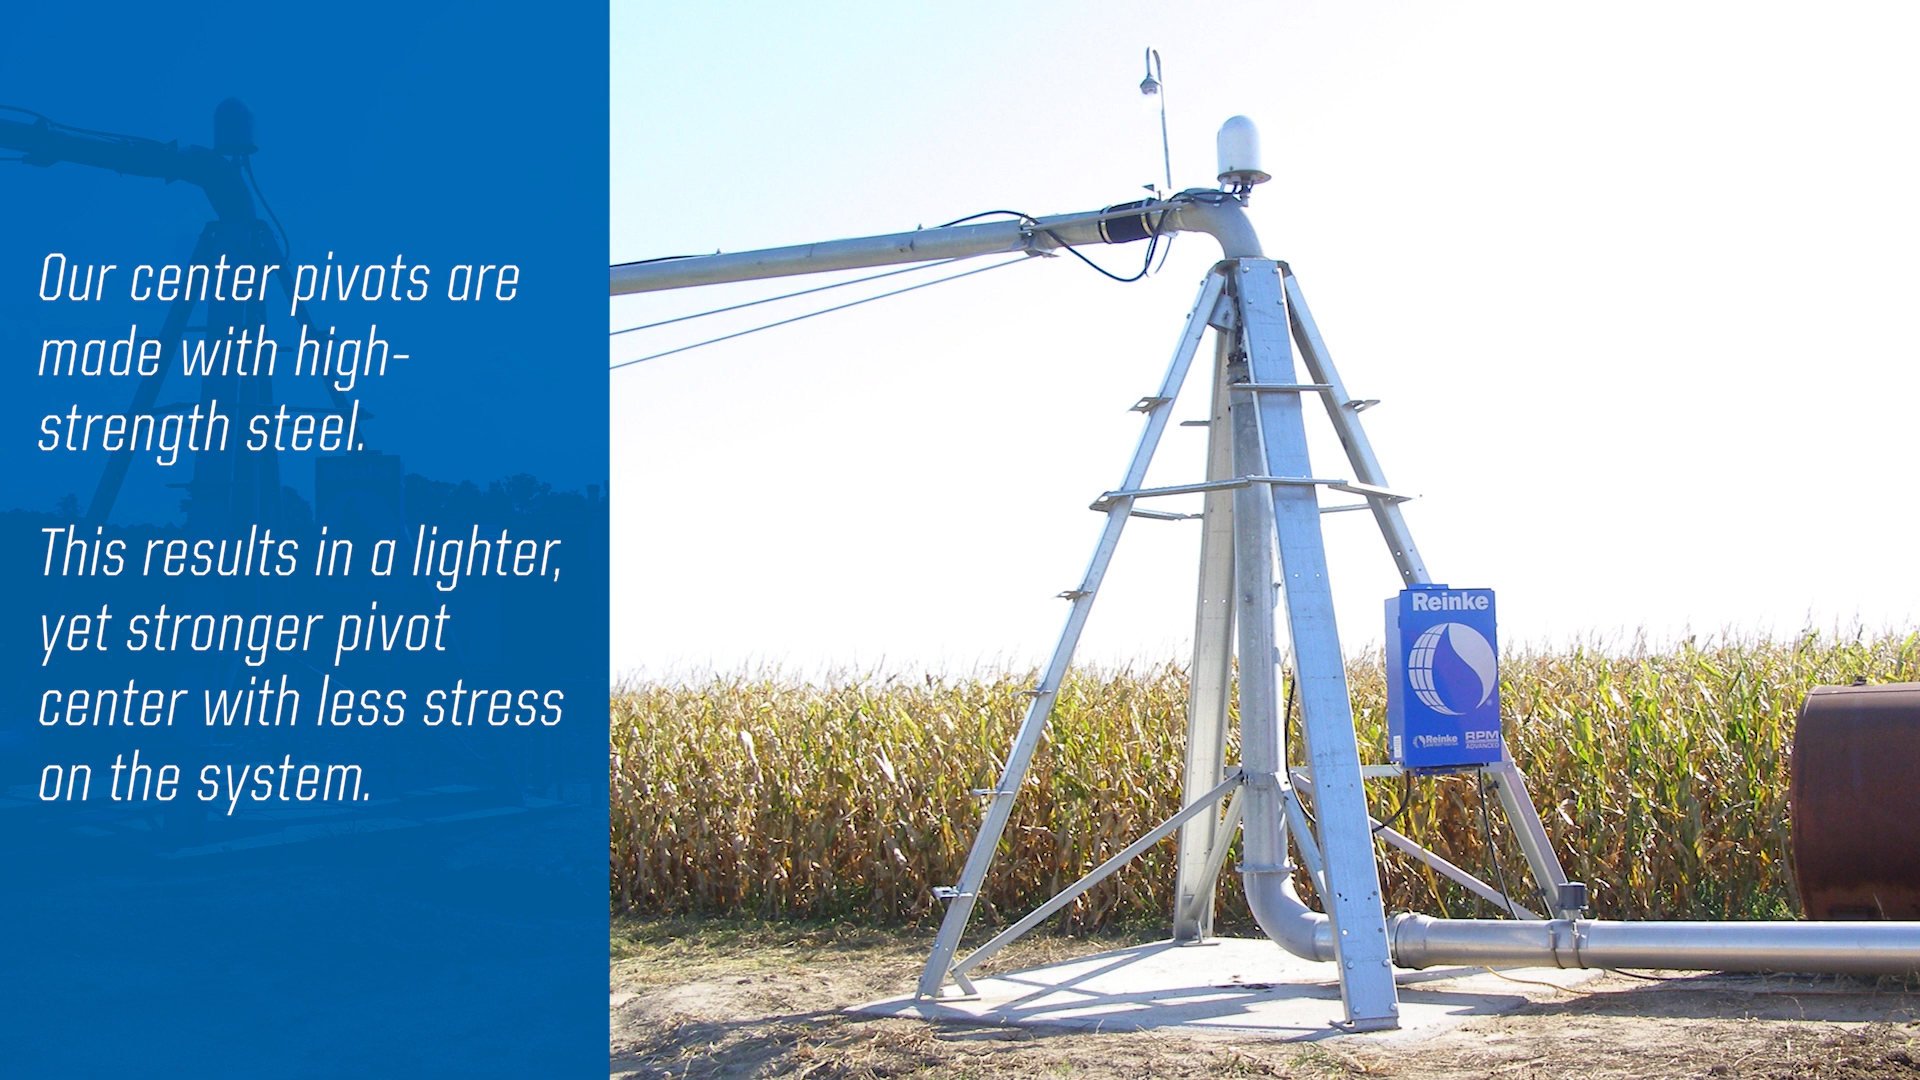 Our center pivots are
made with high-
strength steel.
This results in a lighter,
yet stronger pivot
center with less stress
on the system.
Reinke
Reinke
RPM
ADVANCED